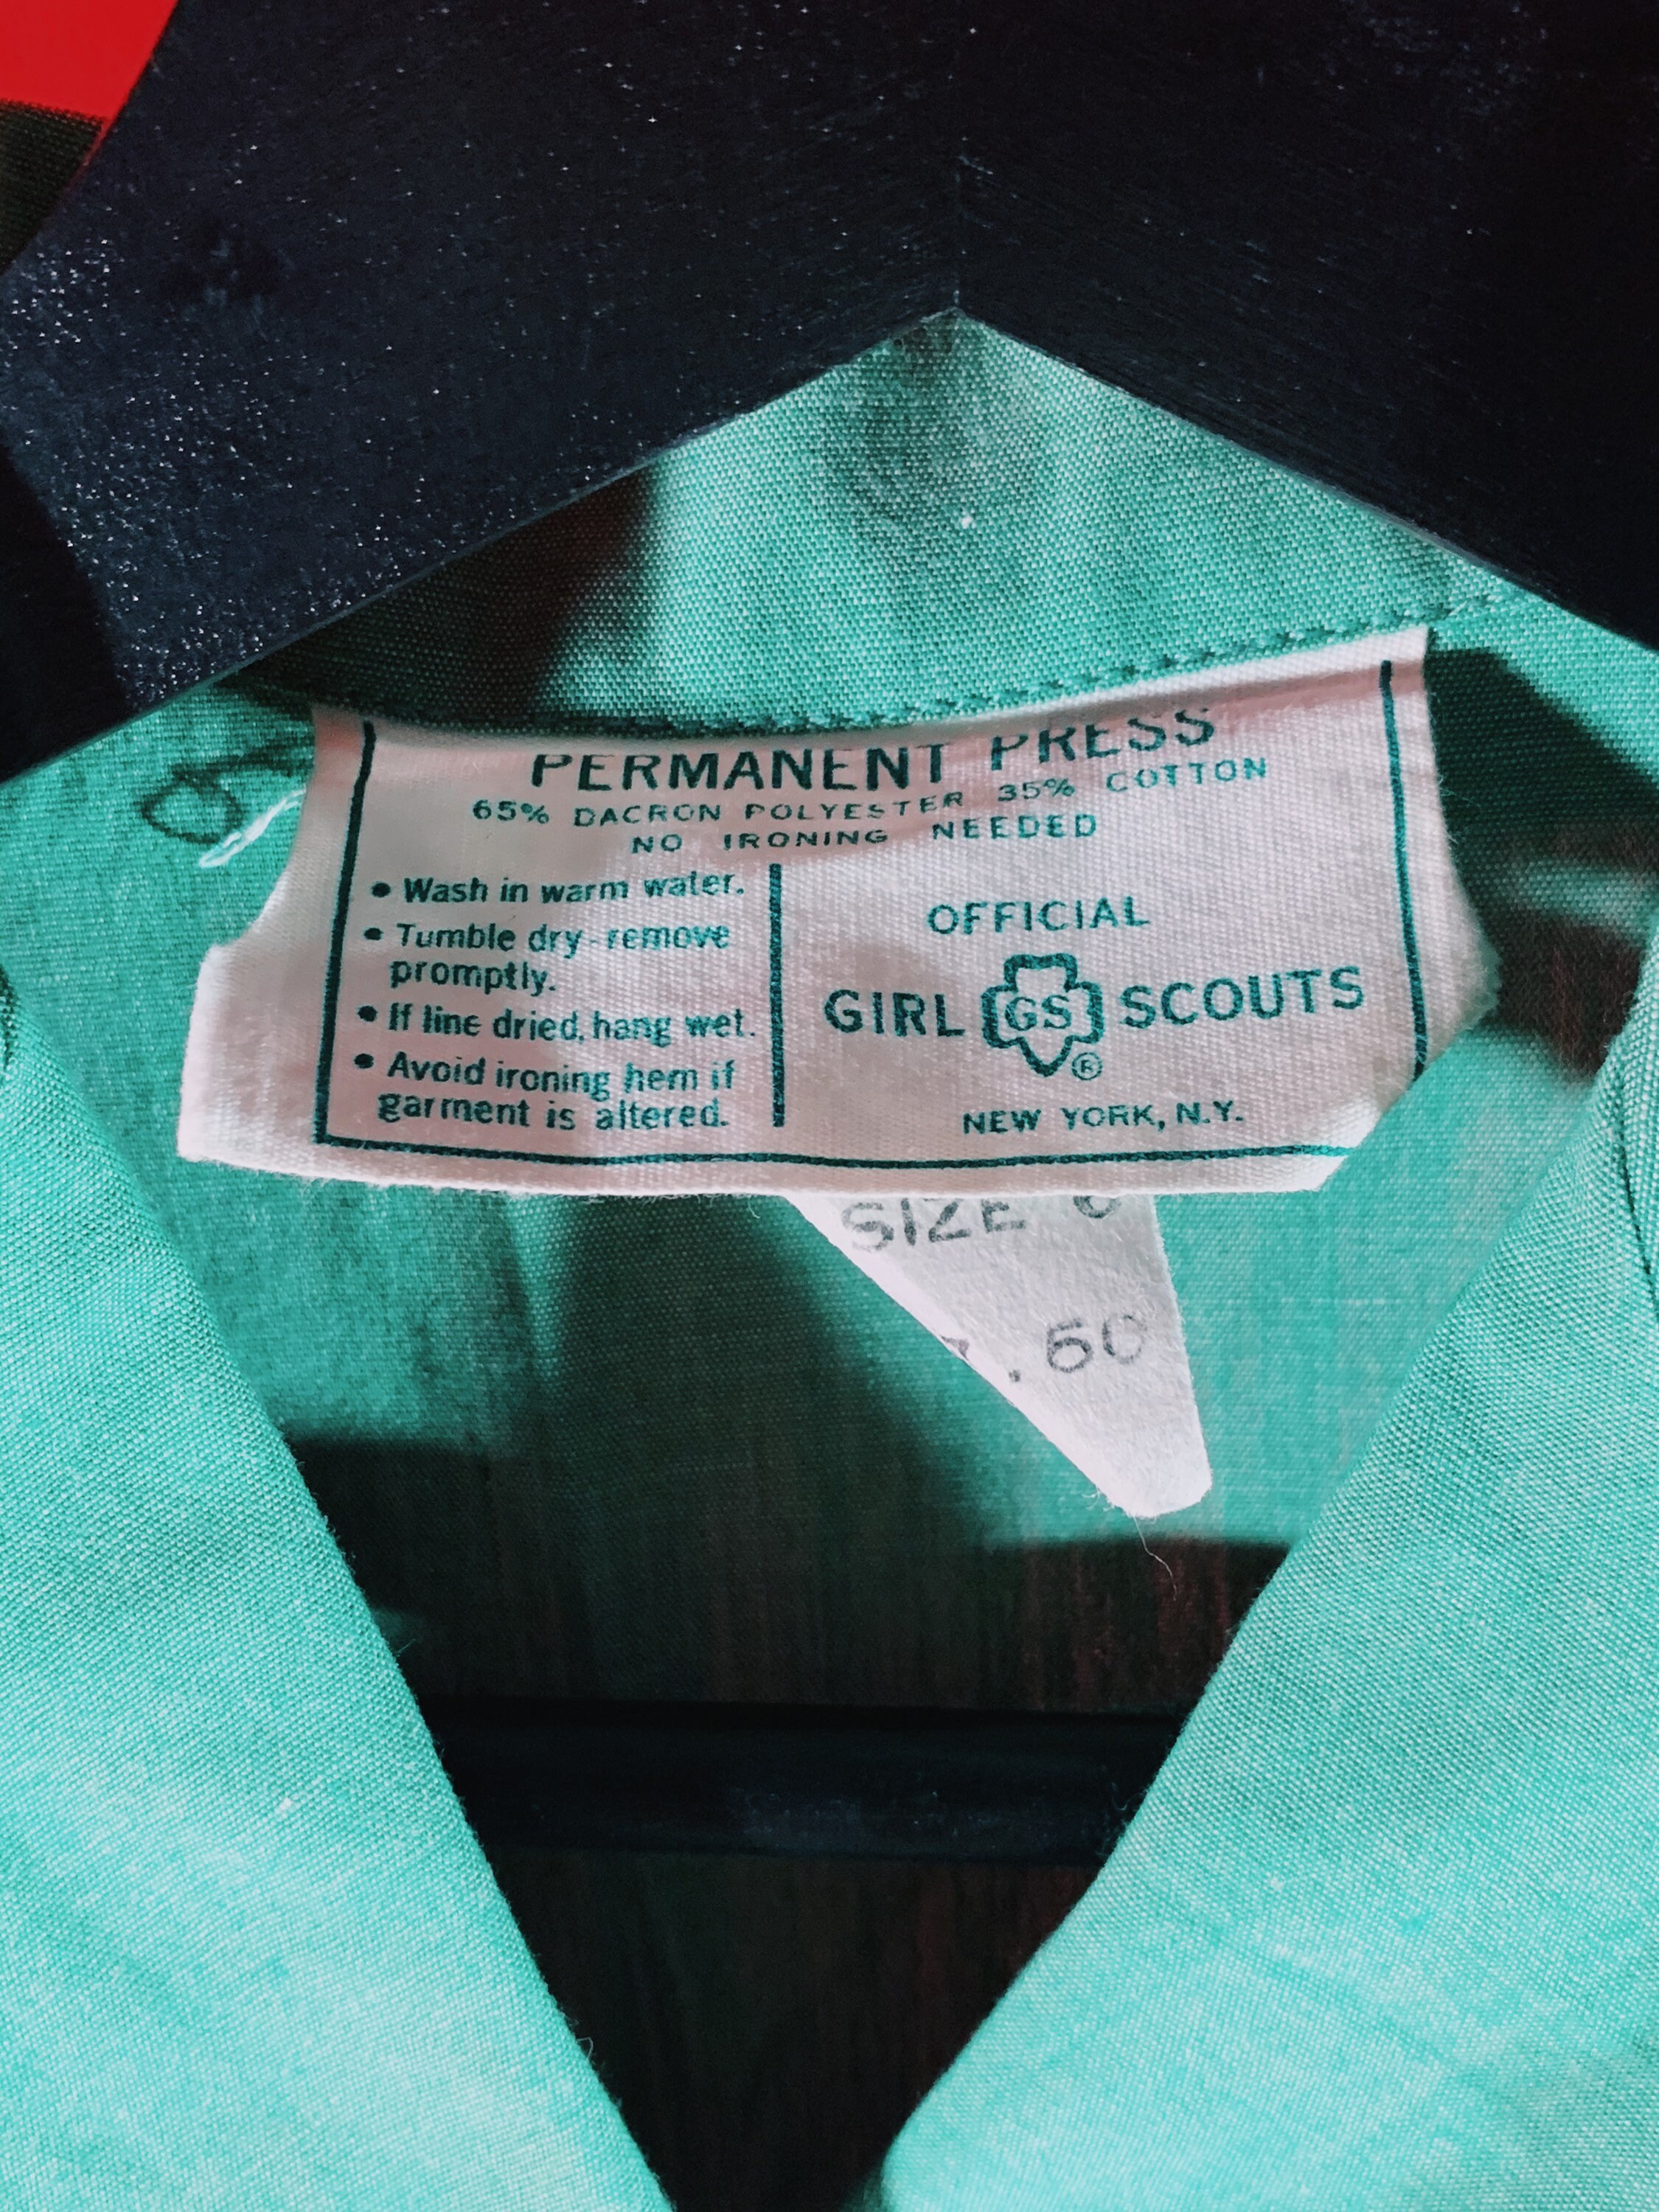 PERMANENT PRESS
65% DACRON POLYESTER 35% COTTON
NO IRONING NEEDED
• Wash in warm water.
• Tumble dry-remove
promptly.
• If line dried, hang wet.
• Avoid ironing hem if
garment is altered.
OFFICIAL
GIRL GS SCOUTS
®
NEW YORK, N.Y.
SIZE
.60